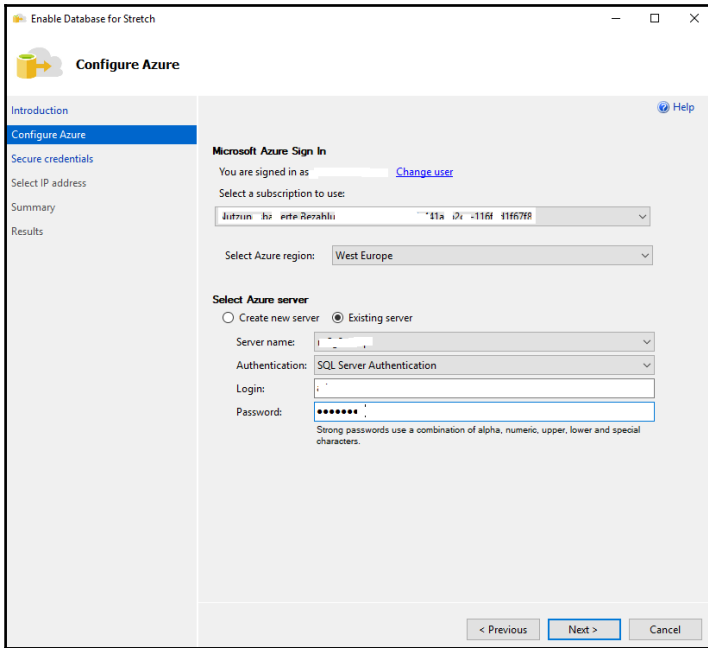 Enable Database for Stretch
Configure Azure
Help
Introduction
Configure Azure
Secure credentials
Select IP address
Summary
Results
Microsoft Azure Sign In
You are signed in as Change user
Select a subscription to use:
Select Azure region: West Europe
Select Azure server
Create new server Existing server
Server name:
Authentication: SQL Server Authentication
Login:
Password: •••••••
Strong passwords use a combination of alpha, numeric, upper, lower and special
characters.
< Previous Next > Cancel